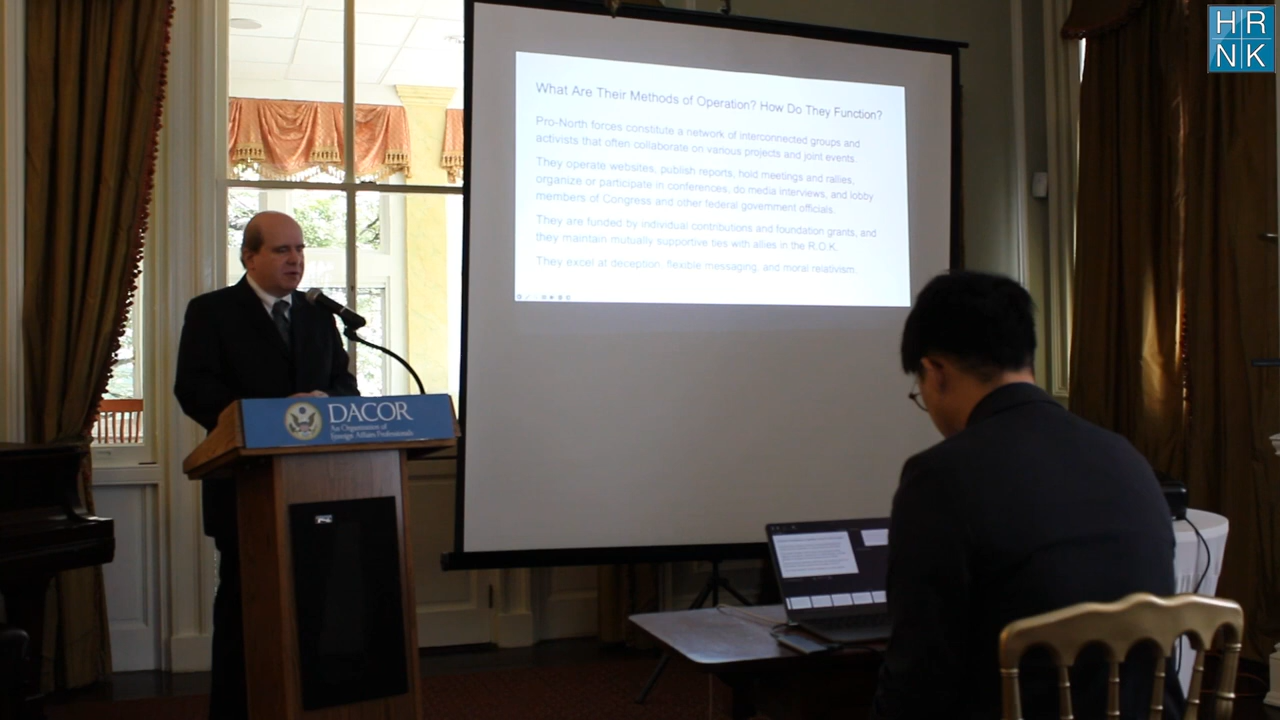 HR
NK
What Are Their Methods of Operation? How Do They Function?
Pro-North forces constitute a network of interconnected groups and
activists that often collaborate on various projects and joint events.
They operate websites, publish reports, hold meetings and rallies,
organize or participate in conferences, do media interviews, and lobby
members of Congress and other federal government officials.
They are funded by individual contributions and foundation grants, and
they maintain mutually supportive ties with allies in the R.O.K.
They excel at deception, flexible messaging, and moral relativism.
DACOR
An Organization of
Foreign Affairs Professionals